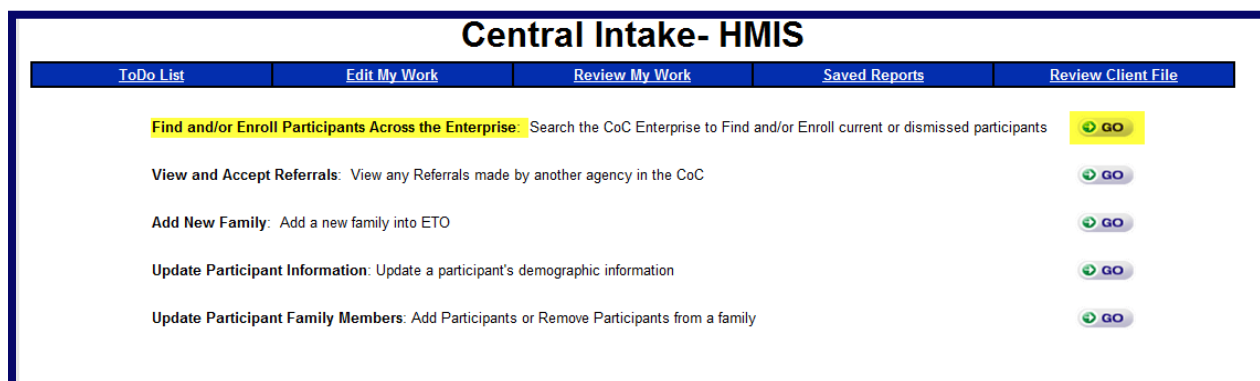 Central Intake- HMIS
ToDo List Edit My Work Review My Work Saved Reports Review Client File
Find and/or Enroll Participants Across the Enterprise: Search the CoC Enterprise to Find and/or Enroll current or dismissed participants GO
View and Accept Referrals: View any Referrals made by another agency in the CoC GO
Add New Family: Add a new family into ETO GO
Update Participant Information: Update a participant's demographic information GO
Update Participant Family Members: Add Participants or Remove Participants from a family GO